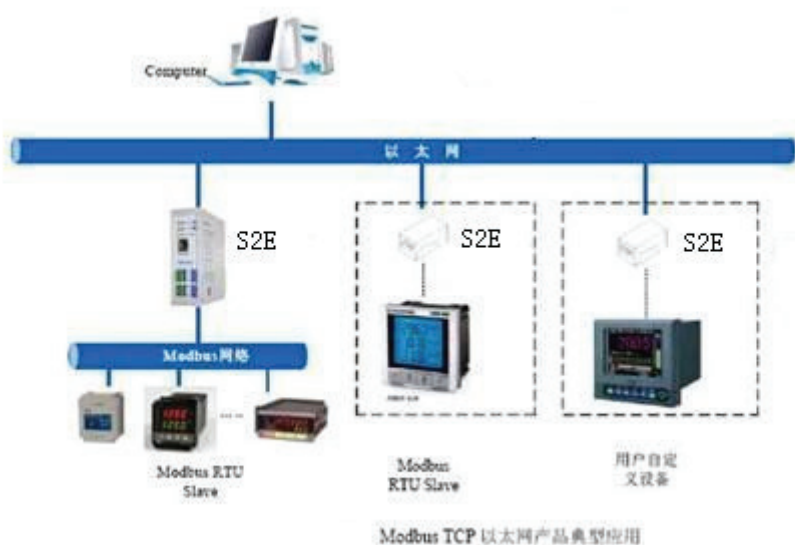 Computer
以太网
S2E
S2E
S2E
Modbus网络
Modbus RTU
Slave
Modbus
RTU Slave
用户自定
义设备
Modbus TCP 以太网产品典型应用